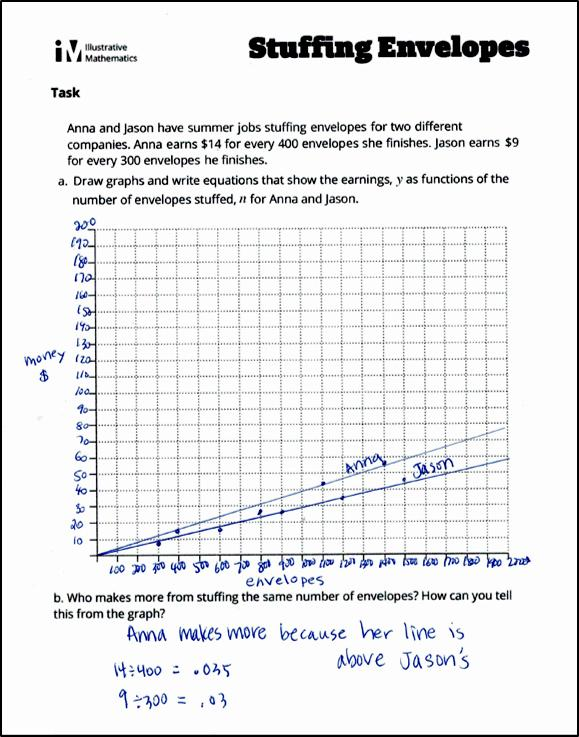 Illustrative
Mathematics
Stuffing Envelopes
Task
Anna and Jason have summer jobs stuffing envelopes for two different
companies. Anna earns $14 for every 400 envelopes she finishes. Jason earns $9
for every 300 envelopes he finishes.
a. Draw graphs and write equations that show the earnings, y as functions of the
number of envelopes stuffed, n for Anna and Jason.
200
190
180
170
160
150
140
130
money
$
120
110
100
90
80
70
60
50
40
30
20
10
Anna
Jason
100 200 300 400 500 600 700 800 900 1000 1100 1200 1300 1400 1500 1600 1700 1800 1900 2000
envelopes
b. Who makes more from stuffing the same number of envelopes? How can you tell
this from the graph?
Anna makes more because her line is
above Jason's
14÷400 = .035
9÷300 = .03